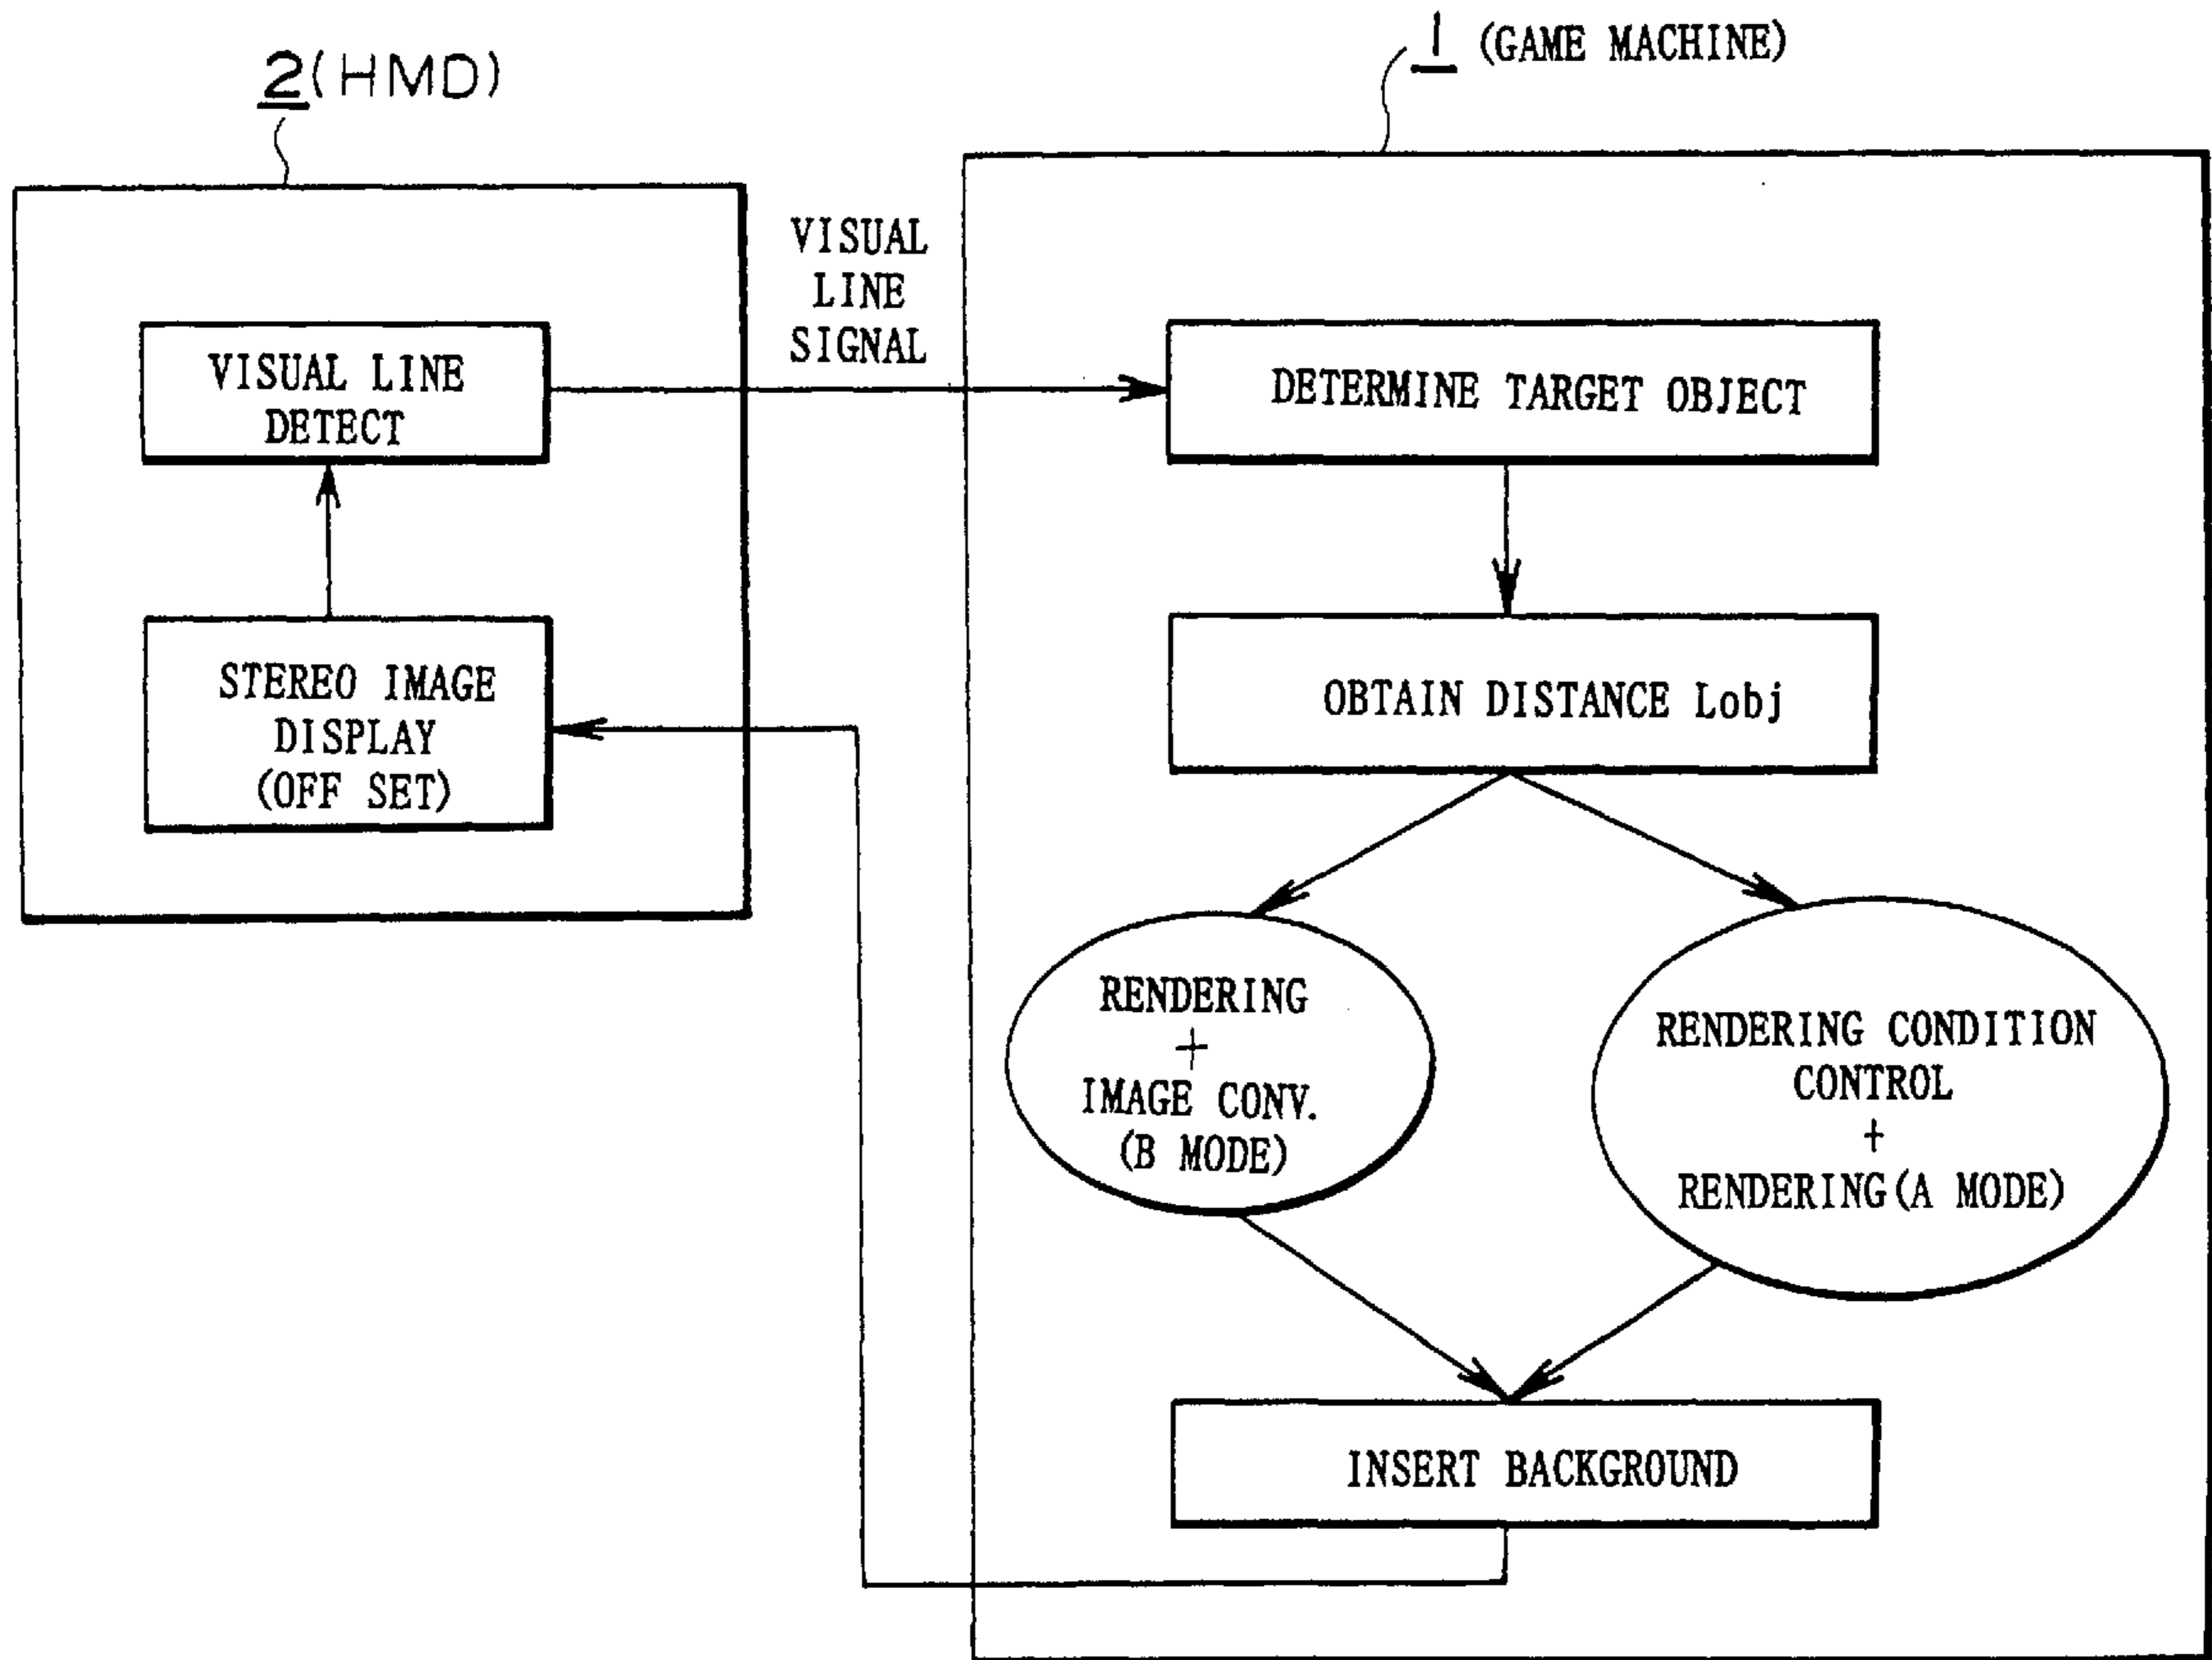 2(HMD)
1 (GAME MACHINE)
VISUAL
LINE
SIGNAL
VISUAL LINE
DETECT
STEREO IMAGE
DISPLAY
(OFF SET)
DETERMINE TARGET OBJECT
OBTAIN DISTANCE Lobj
RENDERING
+
IMAGE CONV.
(B MODE)
RENDERING CONDITION
CONTROL
+
RENDERING(A MODE)
INSERT BACKGROUND